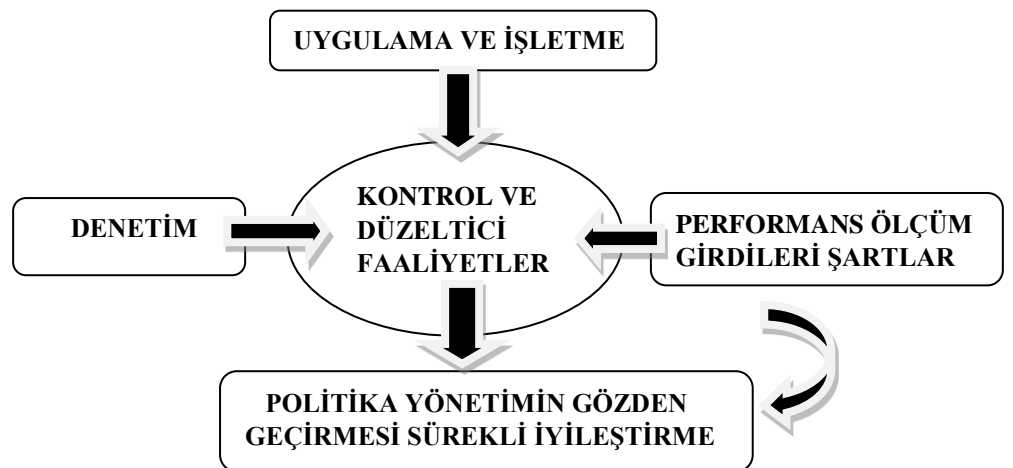 UYGULAMA VE İŞLETME
DENETİM
KONTROL VE
DÜZELTİCİ
FAALİYETLER
PERFORMANS ÖLÇÜM
GİRDİLERİ ŞARTLAR
POLİTİKA YÖNETİMİN GÖZDEN
GEÇİRMESİ SÜREKLİ İYİLEŞTİRME